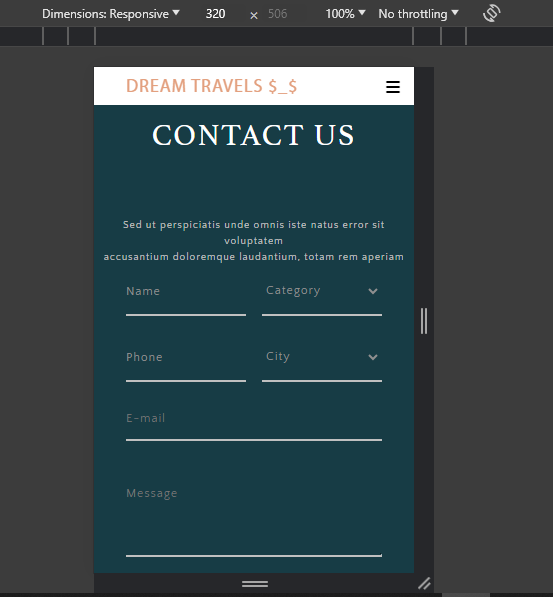 Dimensions: Responsive 320 × 506 100% No throttling
DREAM TRAVELS $_$
CONTACT US
Sed ut perspiciatis unde omnis iste natus error sit
voluptatem
accusantium doloremque laudantium, totam rem aperiam
Name Category
Phone City
E-mail
Message